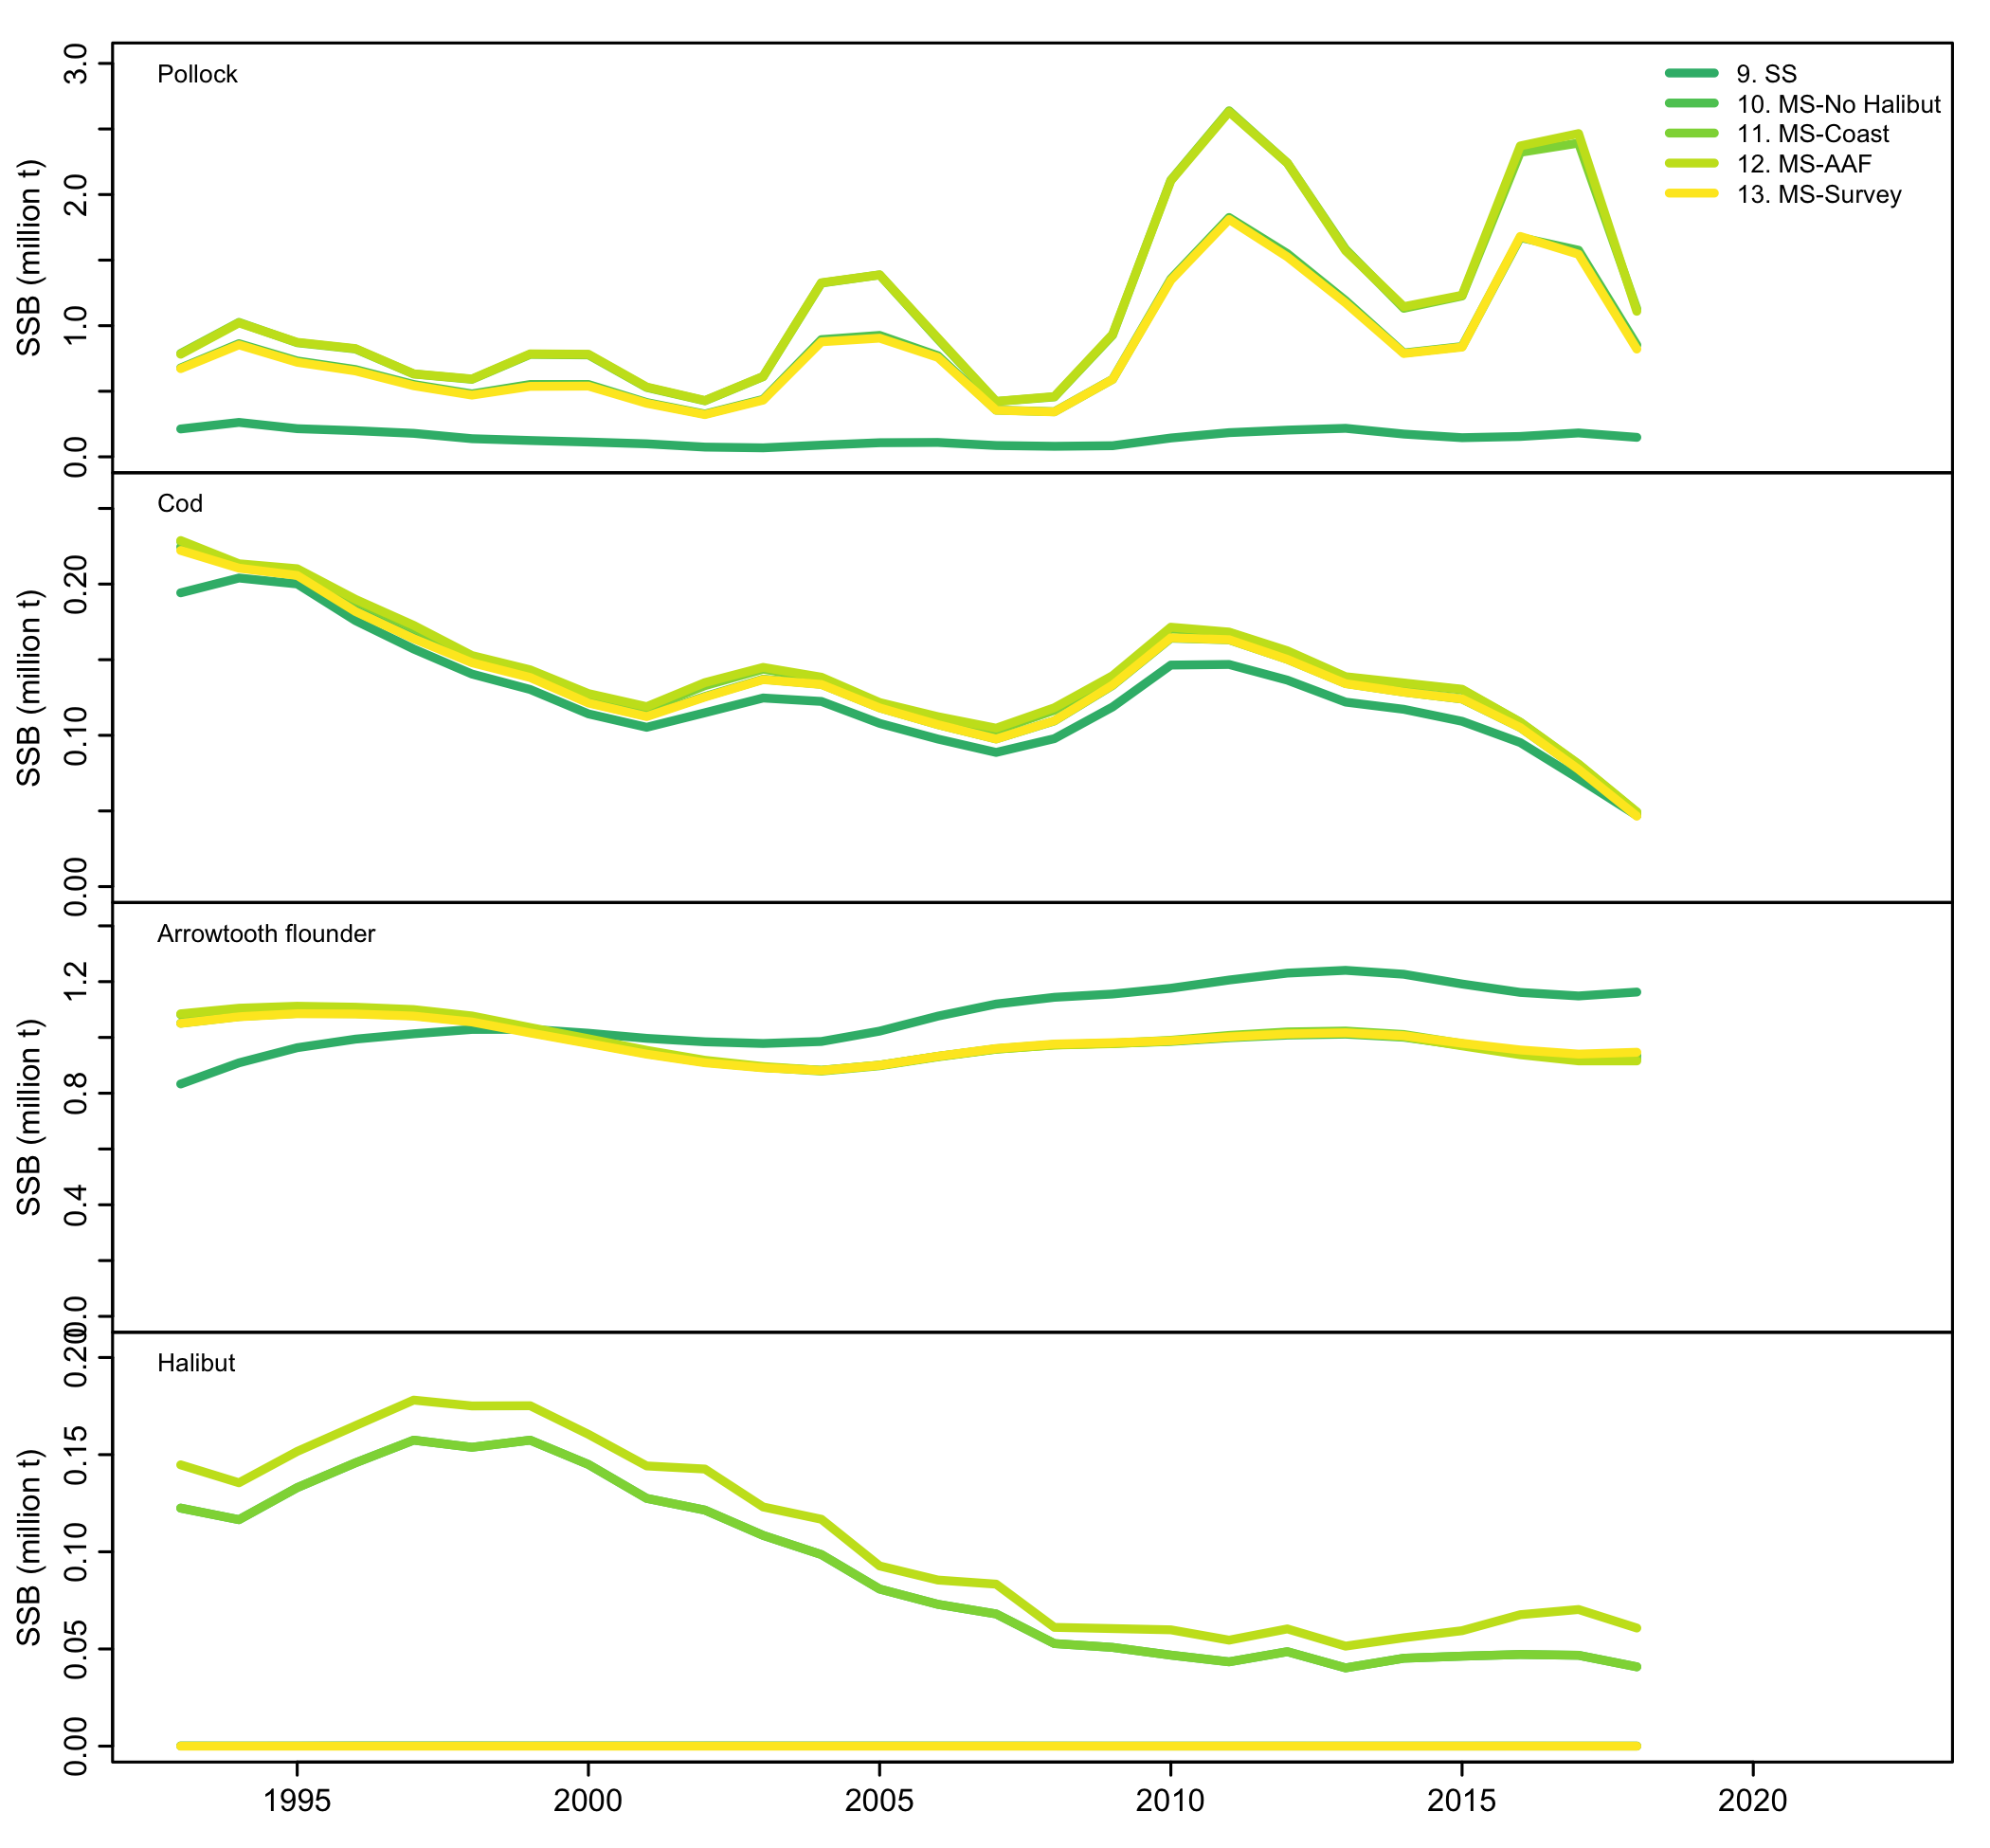 Pollock
9. SS
10. MS-No Halibut
11. MS-Coast
12. MS-AAF
13. MS-Survey
SSB (million t)
3.0
2.0
1.0
0.0
Cod
SSB (million t)
0.20
0.10
0.00
Arrowtooth flounder
SSB (million t)
1.2
0.8
0.4
0.0
Halibut
SSB (million t)
0.20
0.15
0.10
0.05
0.00
1995 2000 2005 2010 2015 2020